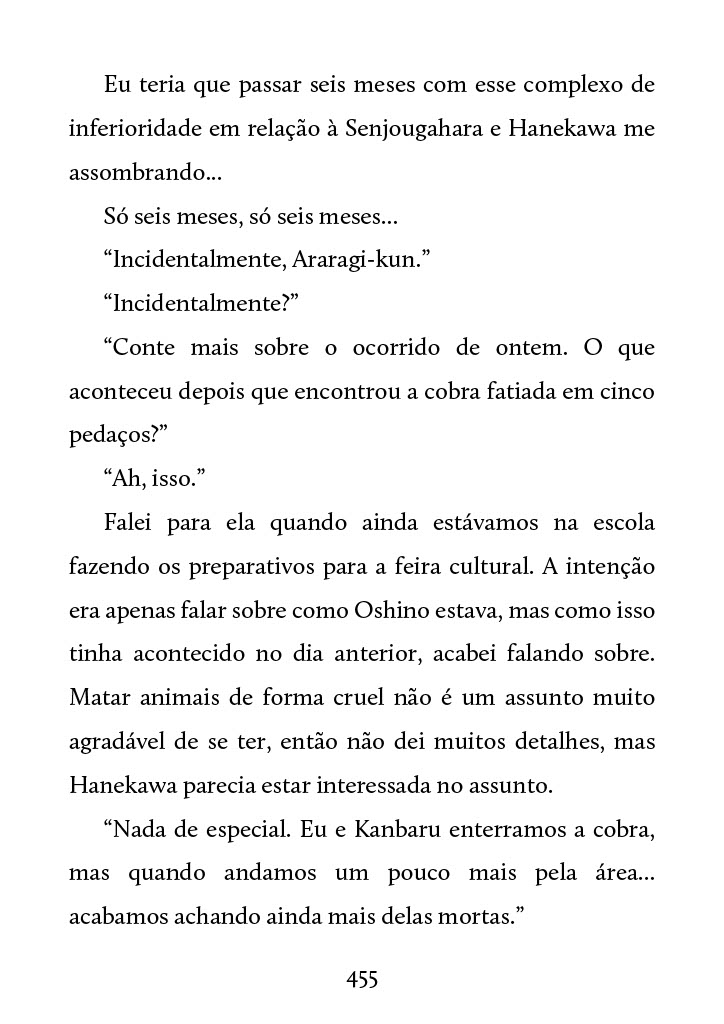 Eu teria que passar seis meses com esse complexo de
inferioridade em relação à Senjougahara e Hanekawa me
assombrando...
Só seis meses, só seis meses...
“Incidentalmente, Araragi-kun.”
“Incidentalmente?”
“Conte mais sobre o ocorrido de ontem. O que
aconteceu depois que encontrou a cobra fatiada em cinco
pedaços?”
“Ah, isso.”
Falei para ela quando ainda estávamos na escola
fazendo os preparativos para a feira cultural. A intenção
era apenas falar sobre como Oshino estava, mas como isso
tinha acontecido no dia anterior, acabei falando sobre.
Matar animais de forma cruel não é um assunto muito
agradável de se ter, então não dei muitos detalhes, mas
Hanekawa parecia estar interessada no assunto.
“Nada de especial. Eu e Kanbaru enterramos a cobra,
mas quando andamos um pouco mais pela área...
acabamos achando ainda mais delas mortas.”
455